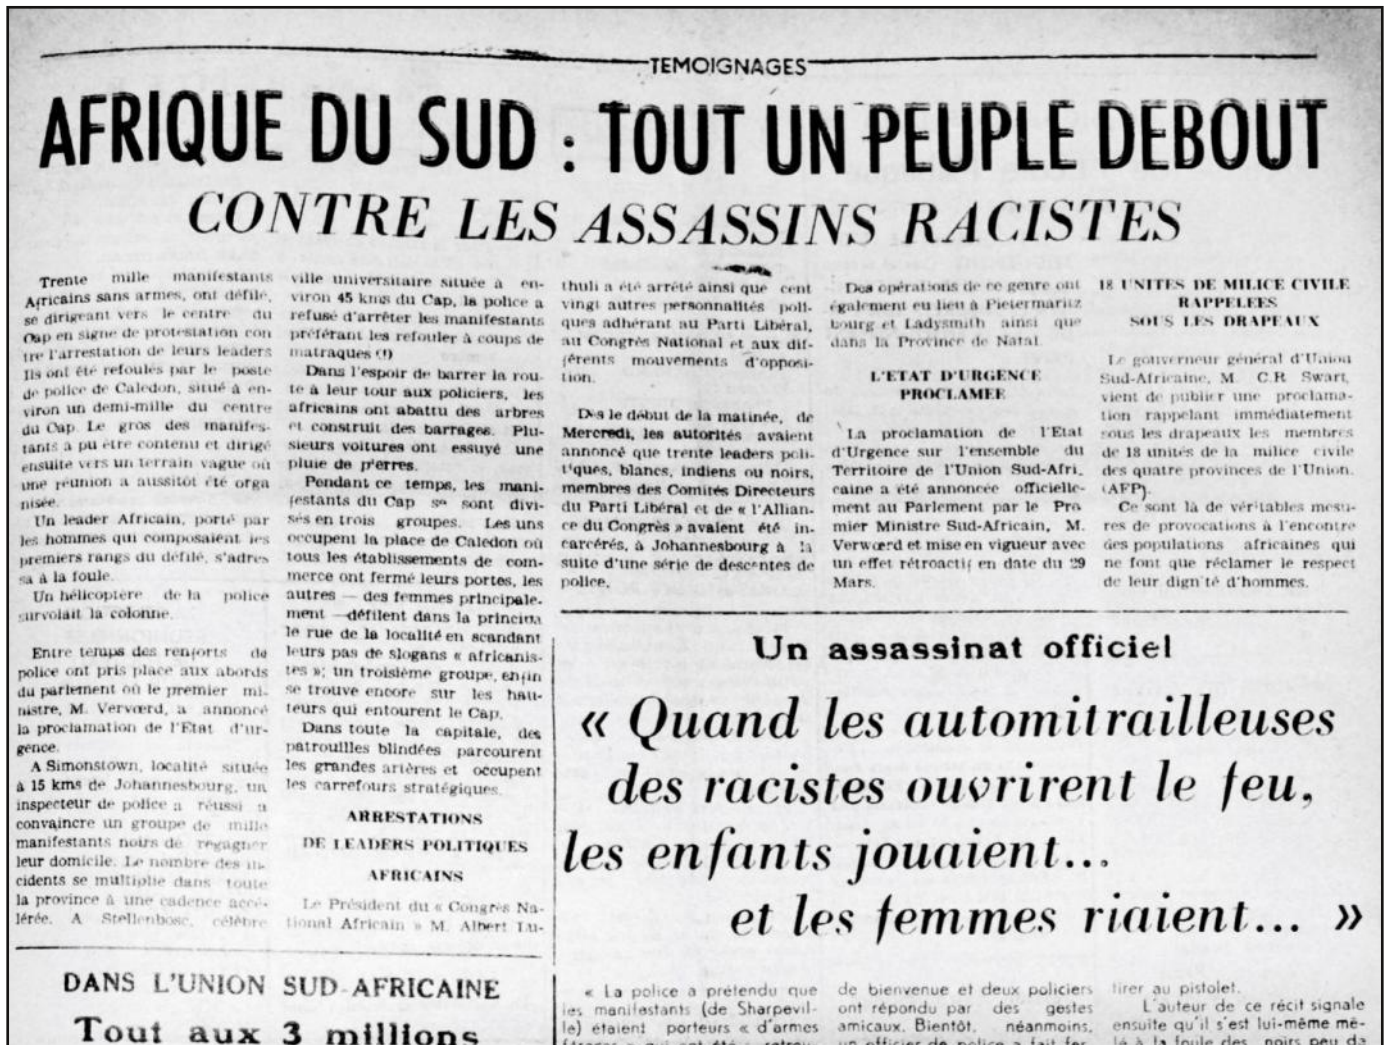 TEMOIGNAGES
AFRIQUE DU SUD : TOUT UN PEUPLE DEBOUT
CONTRE LES ASSASSINS RACISTES
Trente mille manifestants
Africains sans armes, ont défile,
se dirigeant vers le centre du
Cap en signe de protestation con
tre l'arrestation de leurs leaders
Ils ont été refoulés par le poste
de police de Caledon, situé à en-
viron un demi-mille du centre
du Cap. Le gros des manifes-
tants a pu etre contenu et dirigé
ensuite vers un terrain vague où
une réunion a aussitôt été orga
nisée.
Un leader Africain, porté par
les hommes qui composaient les
premiers rangs du défilé, s'adres
sa à la foule.
Un hélicoptère de la police
survolait la colonne.
Entre temps des renforts de
police ont pris place aux abords
du parlement où le premier mi-
nistre, M. Vervœrd, a annoncé
la proclamation de l'Etat d'ur-
gence.
A Simonstown, localité située
à 15 kms de Johannesbourg, un
inspecteur de police a réussi a
convaincre un groupe de mille
manifestants noirs de regagner
leur domicile. Le nombre des in-
cidents se multiplie dans toute
la province à une cadence accé-
lérée. A Stellenbosc, célèbre
ville universitaire située à en-
viron 45 kms du Cap, la police a
refusé d'arrêter les manifestants
préférant les refouler à coups de
matraques (!)
Dans l'espoir de barrer la rou-
te à leur tour aux policiers, les
africains ont abattu des arbres
et construit des barrages. Plu-
sieurs voitures ont essuyé une
pluie de pierres.
Pendant ce temps, les mani-
festants du Cap se sont divi-
sés en trois groupes. Les uns
occupent la place de Caledon où
tous les établissements de com-
merce ont fermé leurs portes, les
autres — des femmes principale-
ment —défilent dans la principa
le rue de la localité en scandant
leurs pas de slogans « africanis-
tes »; un troisième groupe, enfin
se trouve encore sur les hau-
teurs qui entourent le Cap.
Dans toute la capitale, des
patrouilles blindées parcourent
les grandes artères et occupent
les carrefours stratégiques.
ARRESTATIONS
DE LEADERS POLITIQUES
AFRICAINS
Le Président du « Congrès Na-
tional Africain » M. Albert Lu-
thuli a été arrêté ainsi que cent
vingt autres personnalités poli-
ques adhérant au Parti Libéral,
au Congrès National et aux dif-
férents mouvements d'opposi-
tion.
Dès le début de la matinée, de
Mercredi, les autorités avaient
annoncé que trente leaders poli-
tiques, blancs, indiens ou noirs,
membres des Comités Directeurs
du Parti Libéral et de « l'Allian-
ce du Congrès » avaient été in-
carcérés, à Johannesbourg à la
suite d'une série de descentes de
police.
Des opérations de ce genre ont
également eu lieu à Pietermaritz
bourg et Ladysmith ainsi que
dans la Province de Natal.
L'ETAT D'URGENCE
PROCLAMEE
La proclamation de l'Etat
d'Urgence sur l'ensemble du
Territoire de l'Union Sud-Afri.
caine a été annoncée officielle-
ment au Parlement par le Pre
mier Ministre Sud-Africain, M.
Verwœrd et mise en vigueur avec
un effet rétroactif en date du 29
Mars.
18 UNITES DE MILICE CIVILE
RAPPELEES
SOUS LES DRAPEAUX
Le gouverneur général d'Union
Sud-Africaine, M. C.R Swart,
vient de publier une proclama-
tion rappelant immédiatement
sous les drapeaux les membres
de 18 unités de la milice civile
des quatre provinces de l'Union.
(AFP).
Ce sont là de véritables mesu-
res de provocations à l'encontre
des populations africaines qui
ne font que réclamer le respect
de leur dignité d'hommes.
Un assassinat officiel
« Quand les automitrailleuses
des racistes ouvrirent le feu,
les enfants jouaient...
et les femmes riaient... »
DANS L'UNION SUD-AFRICAINE
Tout aux 3 millions
« La police a prétendu que
les manifestants (de Sharpevil-
le) étaient porteurs « d'armes
de bienvenue et deux policiers
ont répondu par des gestes
amicaux. Bientôt, néanmoins,
un officier de police a fait fer-
tirer au pistolet.
L'auteur de ce récit signale
ensuite qu'il s'est lui-même mê-
lé à la foule des noirs peu de